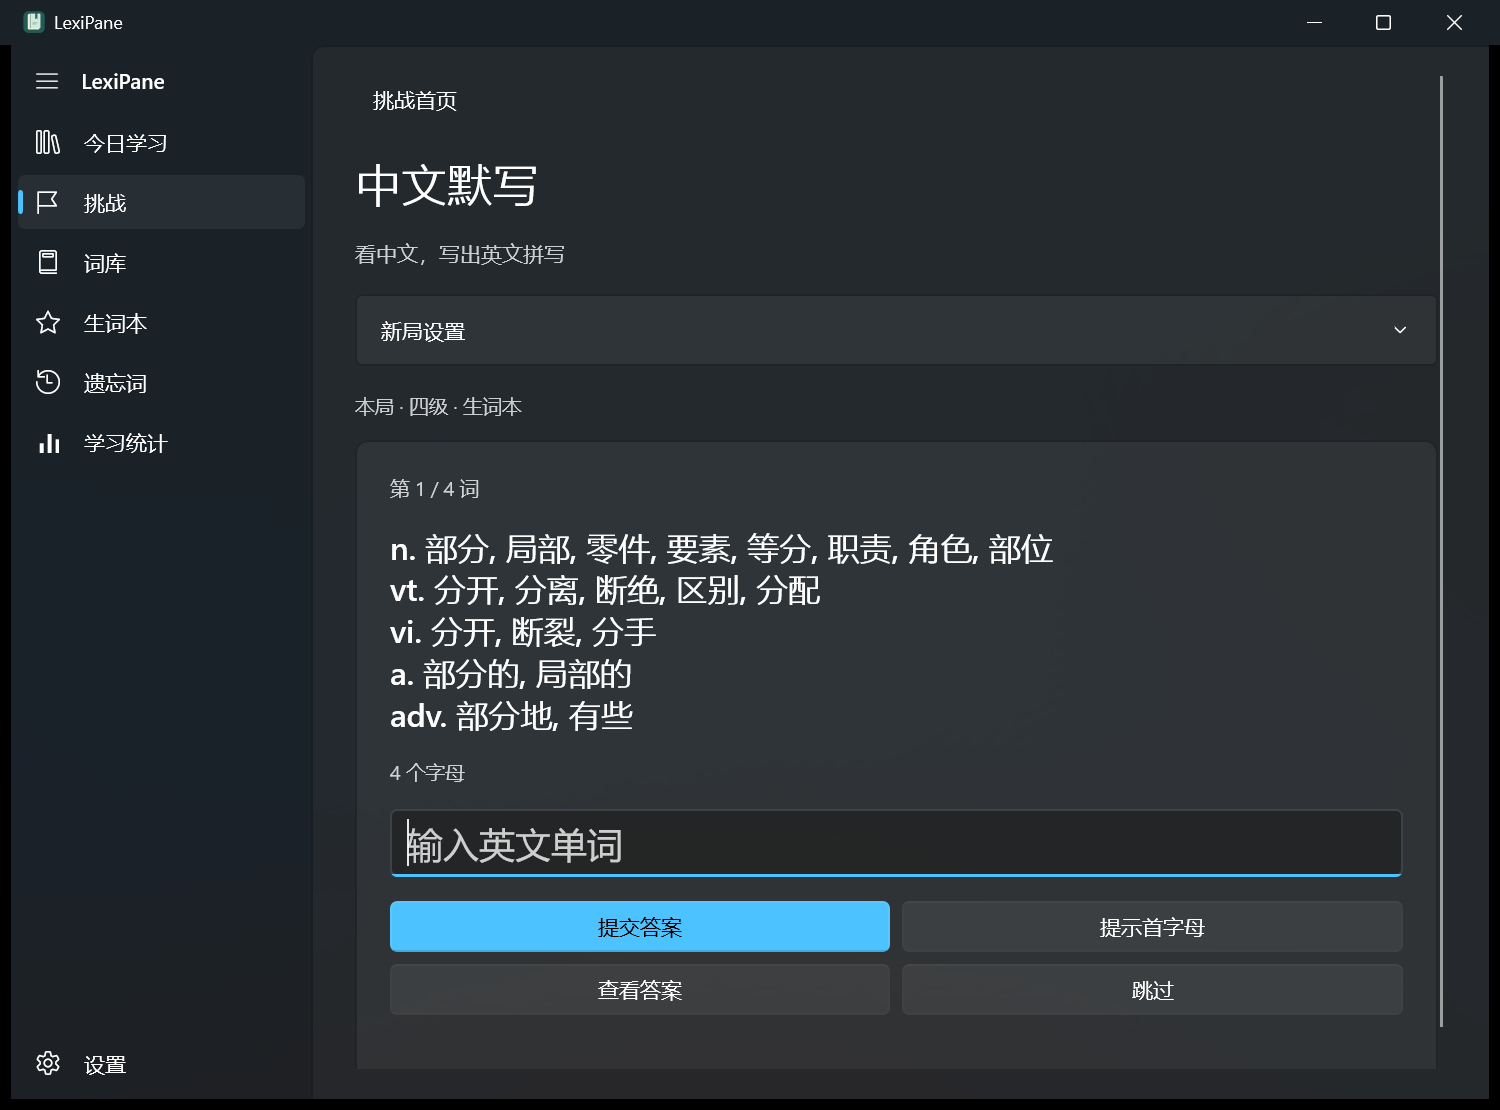 LexiPane
LexiPane
今日学习
挑战
词库
生词本
遗忘词
学习统计
设置
挑战首页
中文默写
看中文，写出英文拼写
新局设置
本局 · 四级 · 生词本
第 1 / 4 词
n. 部分, 局部, 零件, 要素, 等分, 职责, 角色, 部位
vt. 分开, 分离, 断绝, 区别, 分配
vi. 分开, 断裂, 分手
a. 部分的, 局部的
adv. 部分地, 有些
4 个字母
输入英文单词
提交答案
提示首字母
查看答案
跳过